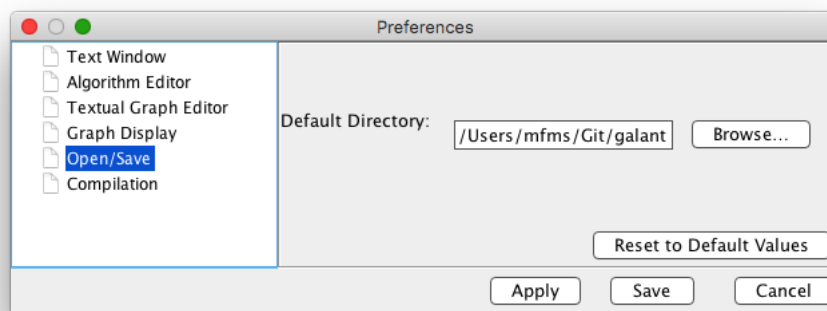 Preferences
Text Window
Algorithm Editor
Textual Graph Editor
Graph Display
Open/Save
Compilation
Default Directory: /Users/mfms/Git/galant Browse...
Reset to Default Values
Apply Save Cancel